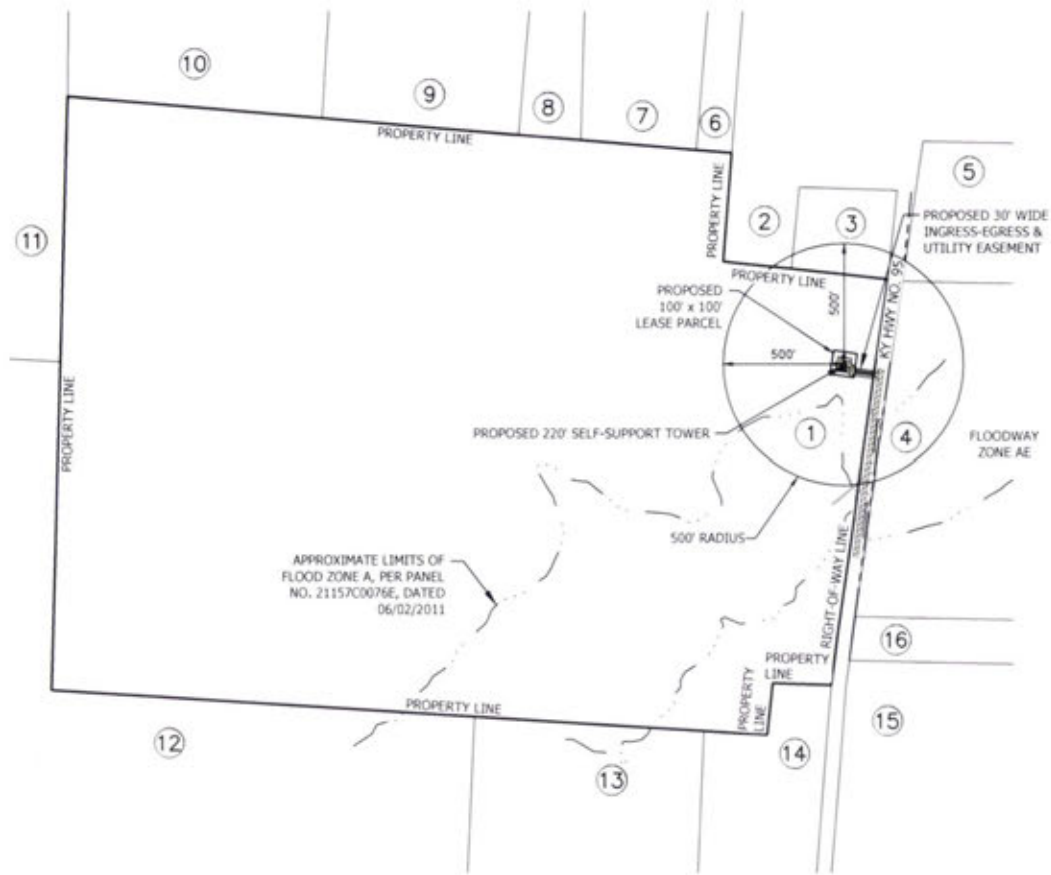 10
9
8
7
6
PROPERTY LINE
5
11
PROPERTY LINE
2
3
PROPOSED 30' WIDE
INGRESS-EGRESS &
UTILITY EASEMENT
PROPERTY LINE
KY HWY NO. 95
PROPOSED
100' x 100'
LEASE PARCEL
500'
500'
PROPERTY LINE
PROPOSED 220' SELF-SUPPORT TOWER
1
4
FLOODWAY
ZONE AE
500' RADIUS
APPROXIMATE LIMITS OF
FLOOD ZONE A, PER PANEL
NO. 21157C0076E, DATED
06/02/2011
RIGHT-OF-WAY LINE
16
PROPERTY
LINE
PROPERTY
LINE
PROPERTY LINE
15
12
13
14